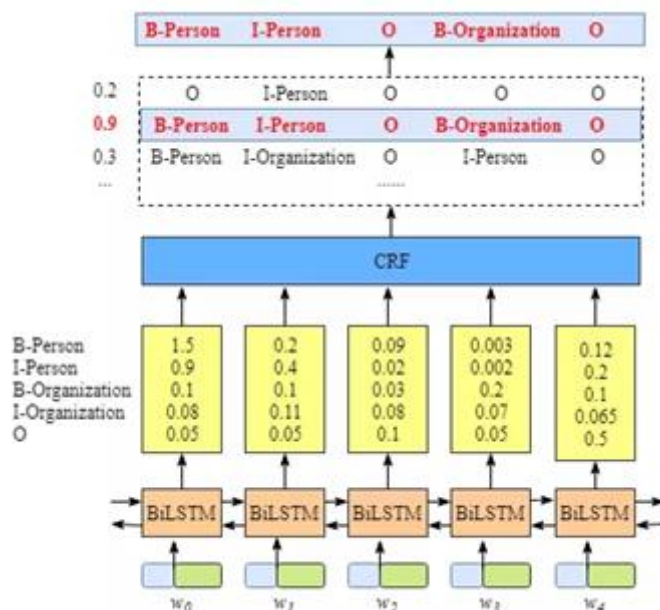 B-Person I-Person O B-Organization O
0.2 O I-Person O O O
0.9 B-Person I-Person O B-Organization O
0.3 B-Person I-Organization O I-Person O
... ......
CRF
B-Person 1.5 0.2 0.09 0.003 0.12
I-Person 0.9 0.4 0.02 0.002 0.2
B-Organization 0.1 0.1 0.03 0.2 0.1
I-Organization 0.08 0.11 0.08 0.07 0.065
O 0.05 0.05 0.1 0.05 0.5
BiLSTM BiLSTM BiLSTM BiLSTM BiLSTM
w0 w1 w2 w3 w4